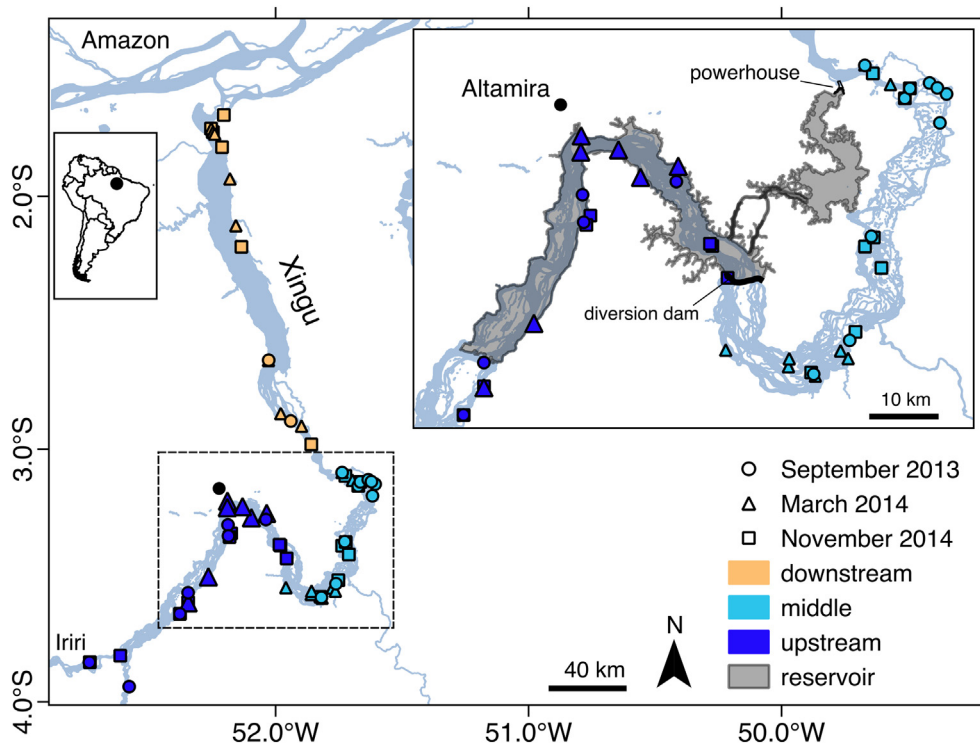 Amazon
Altamira
powerhouse
2.0°S
Xingu
diversion dam
10 km
3.0°S
September 2013
March 2014
November 2014
downstream
middle
upstream
reservoir
Iriri
N
40 km
4.0°S
52.0°W
51.0°W
50.0°W